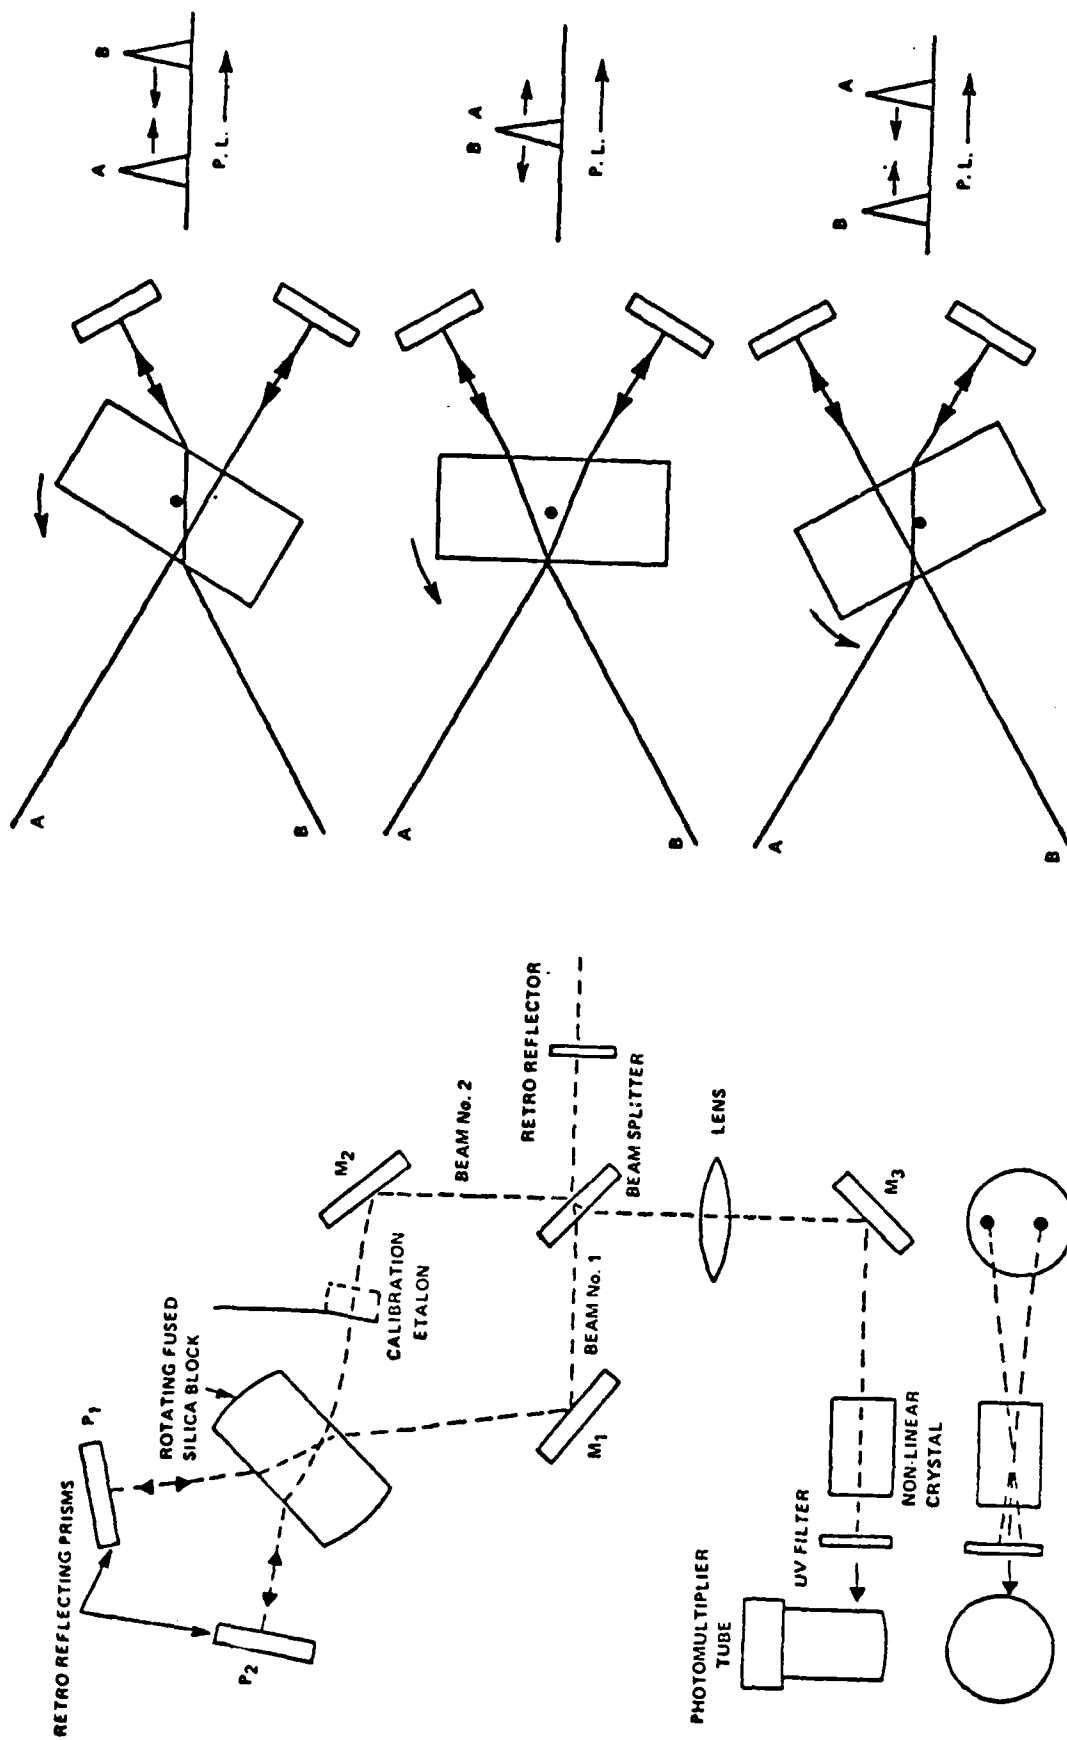 RETRO REFLECTING PRISMS
P1
P2
ROTATING FUSED
SILICA BLOCK
CALIBRATION
ETALON
M2
BEAM No. 2
RETRO REFLECTOR
BEAM No. 1
BEAM SPLITTER
M1
LENS
M3
PHOTOMULTIPLIER
TUBE
UV FILTER
NON-LINEAR
CRYSTAL
A
B
A
B
P. L.
A
B
B A
P. L.
A
B
B
A
P. L.